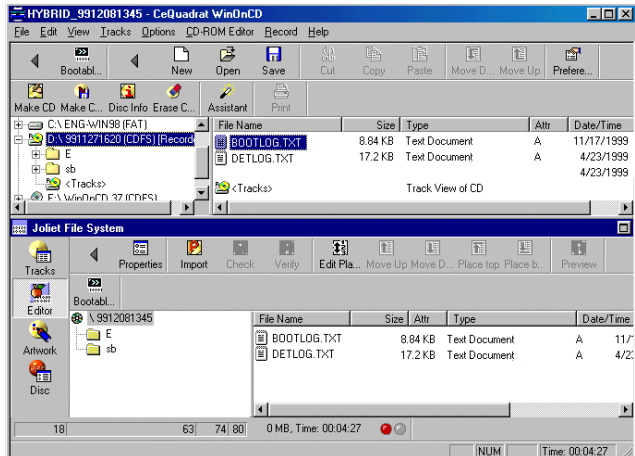 HYBRID_9912081345 - CeQuadrat WinOnCD
File Edit View Tracks Options CD-ROM Editor Record Help
Bootabl... New Open Save Cut Copy Paste Move D... Move Up Prefere...
Make CD Make C... Disc Info Erase C... Assistant Print
C:\ ENG-WIN98 (FAT)
D:\ 9911271620 (CDFS) [Record
E
sb
<Tracks>
F:\ WinOnCD 37 (CDFS)
File Name Size Type Attr Date/Time
BOOTLOG.TXT 8.84 KB Text Document A 11/17/1999
DETLOG.TXT 17.2 KB Text Document A 4/23/1999
4/23/1999
<Tracks> Track View of CD
Joliet File System
Tracks
Editor
Artwork
Disc
Properties Import Check Verify Edit Pla... Move Up Move D... Place top Place b... Preview
Bootabl...
\ 9912081345
E
sb
File Name Size Attr Type Date/Time
BOOTLOG.TXT 8.84 KB Text Document A 11/
DETLOG.TXT 17.2 KB Text Document A 4/2
18 63 74 80 0 MB, Time: 00:04:27
NUM Time: 00:04:27